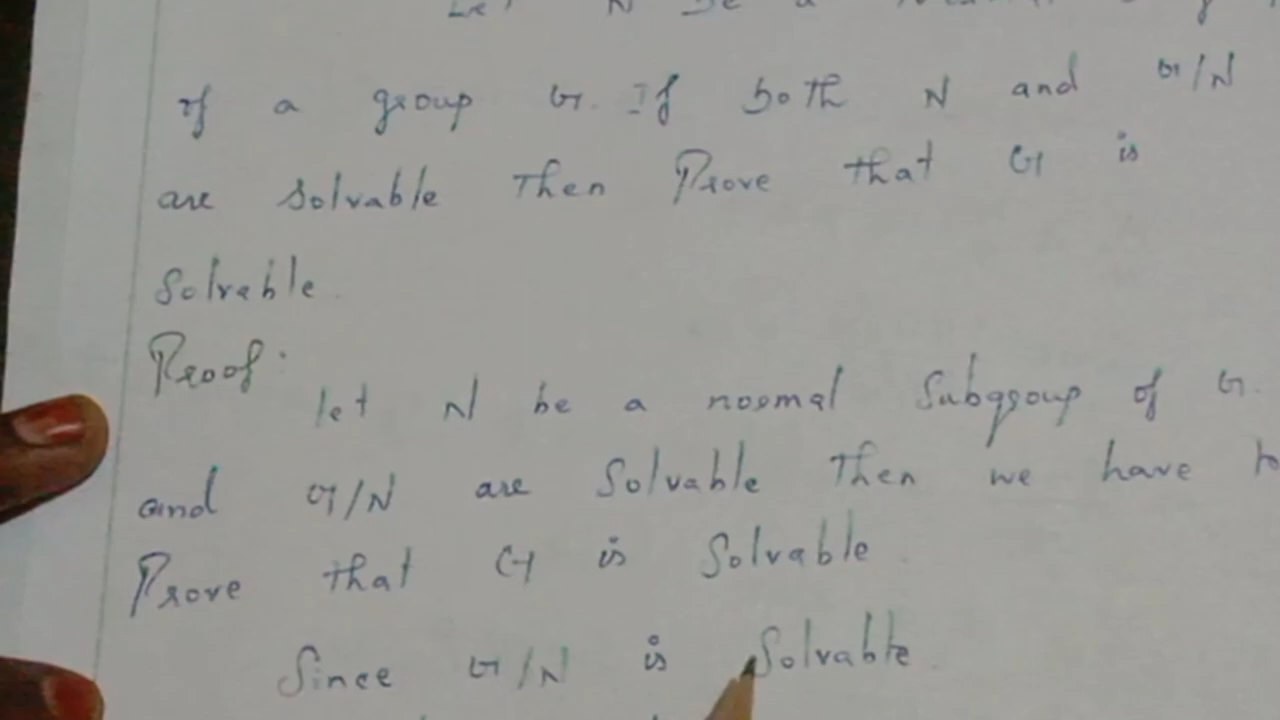 of a group G. If both N and G/N
are Solvable Then Prove that G is
Solvable.
Proof:
let N be a normal Subgroup of G.
and G/N are Solvable Then we have to
Prove that G is Solvable.
Since G/N is Solvable.